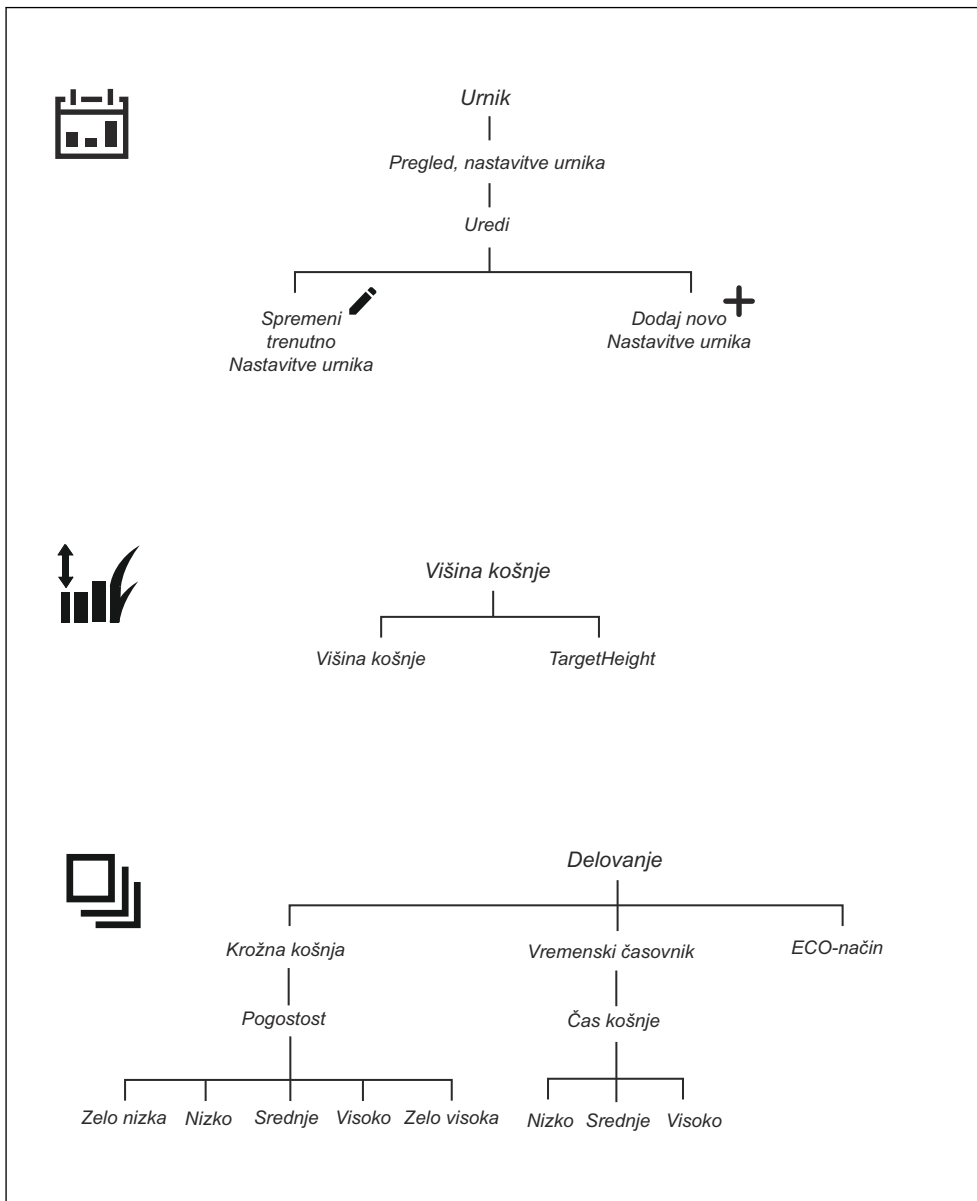 Urnik
Pregled, nastavitve urnika
Uredi
Spremeni
trenutno
Nastavitve urnika
Dodaj novo
Nastavitve urnika
Višina košnje
Višina košnje
TargetHeight
Delovanje
Krožna košnja
Vremenski časovnik
ECO-način
Pogostost
Čas košnje
Zelo nizka
Nizko
Srednje
Visoko
Zelo visoka
Nizko
Srednje
Visoko